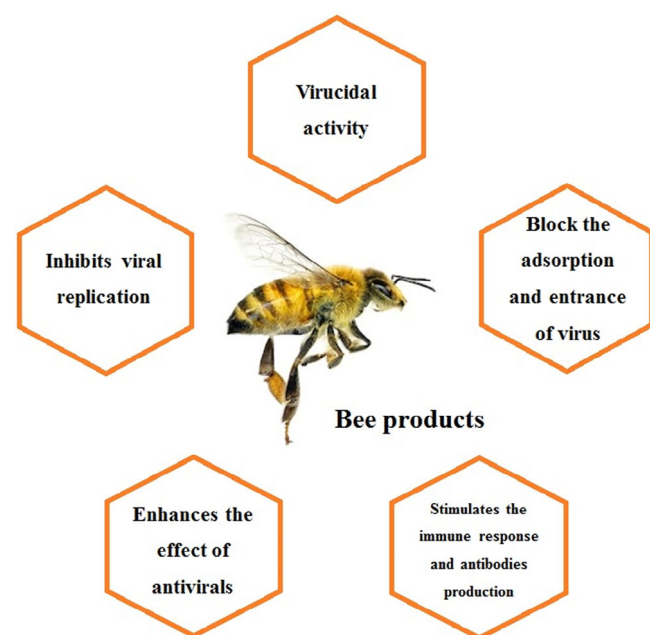 Virucidal
activity
Inhibits viral
replication
Block the
adsorption
and entrance
of virus
Bee products
Enhances the
effect of
antivirals
Stimulates the
immune response
and antibodies
production